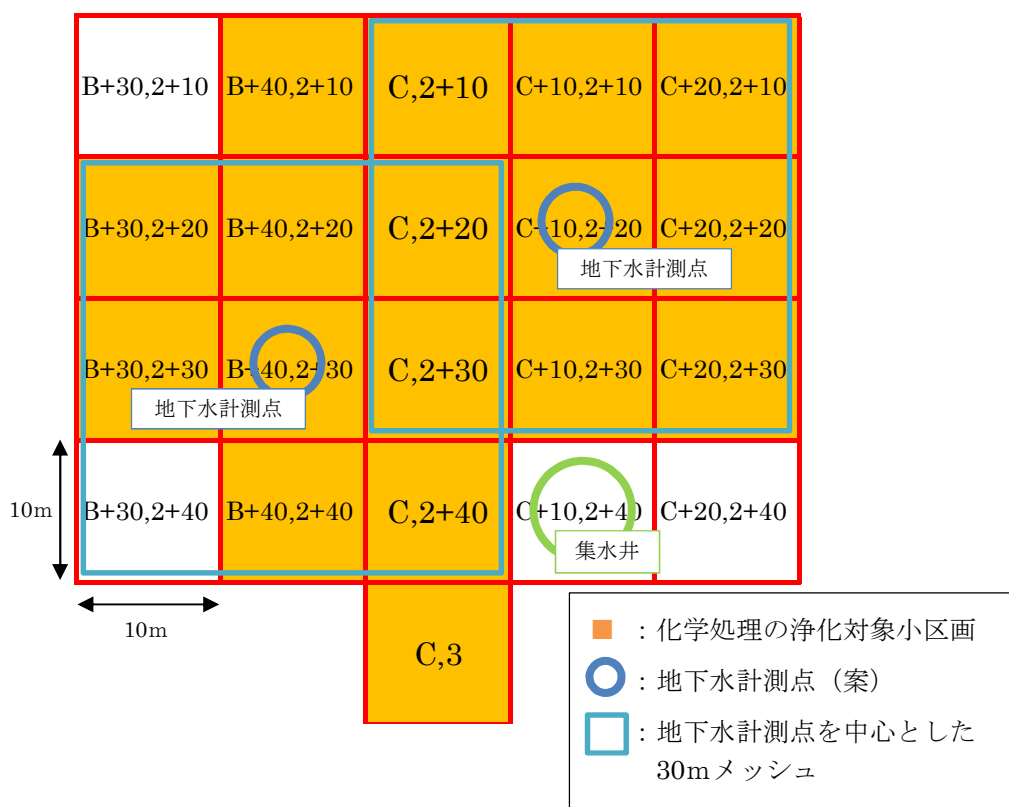 B+30,2+10 B+40,2+10 C,2+10 C+10,2+10 C+20,2+10
B+30,2+20 B+40,2+20 C,2+20 C+10,2+20 C+20,2+20
地下水計測点
B+30,2+30 B+40,2+30 C,2+30 C+10,2+30 C+20,2+30
地下水計測点
10m
B+30,2+40 B+40,2+40 C,2+40 C+10,2+40 C+20,2+40
集水井
10m
C,3
：化学処理の浄化対象小区画
：地下水計測点（案）
：地下水計測点を中心とした
30mメッシュ